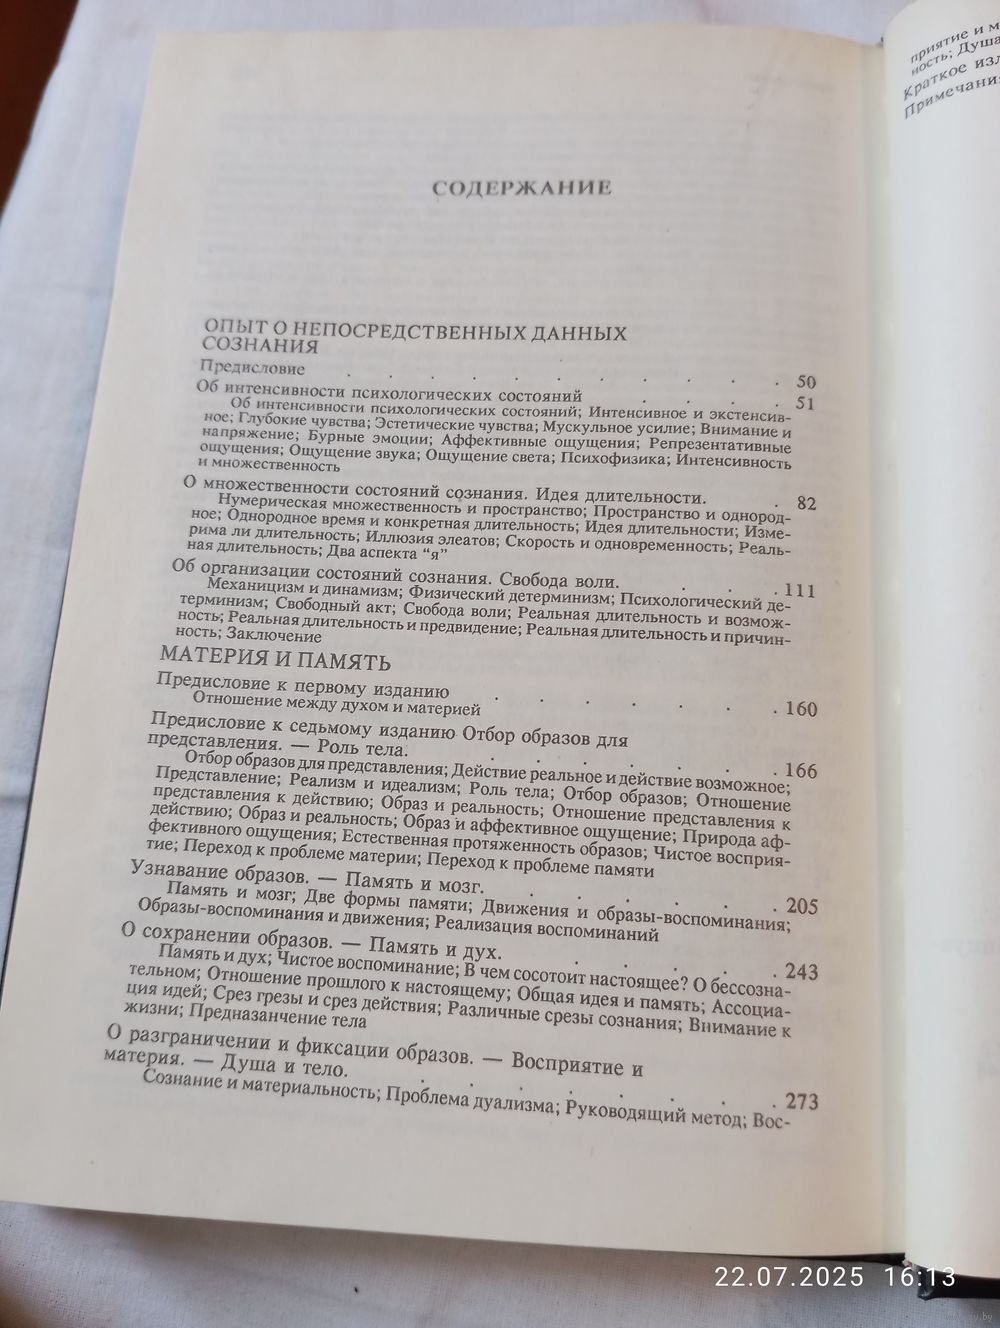 СОДЕРЖАНИЕ
ОПЫТ О НЕПОСРЕДСТВЕННЫХ ДАННЫХ
СОЗНАНИЯ
Предисловие . . . . . . . . . . . 50
Об интенсивности психологических состояний . . . . 51
Об интенсивности психологических состояний; Интенсивное и экстенсив-
ное; Глубокие чувства; Эстетические чувства; Мускульное усилие; Внимание и
напряжение; Бурные эмоции; Аффективные ощущения; Репрезентативные
ощущения; Ощущение звука; Ощущение света; Психофизика; Интенсивность
и множественность
О множественности состояний сознания. Идея длительности. . 82
Нумерическая множественность и пространство; Пространство и однород-
ное; Однородное время и конкретная длительность; Идея длительности; Изме-
рима ли длительность; Иллюзия элеатов; Скорость и одновременность; Реаль-
ная длительность; Два аспекта “я”
Об организации состояний сознания. Свобода воли. . . . 111
Механицизм и динамизм; Физический детерминизм; Психологический де-
терминизм; Свободный акт; Свобода воли; Реальная длительность и возмож-
ность; Реальная длительность и предвидение; Реальная длительность и причин-
ность; Заключение
МАТЕРИЯ И ПАМЯТЬ
Предисловие к первому изданию . . . . . . . 160
Отношение между духом и материей
Предисловие к седьмому изданию Отбор образов для
представления. — Роль тела. . . . . . . . 166
Отбор образов для представления; Действие реальное и действие возможное;
Представление; Реализм и идеализм; Роль тела; Отбор образов; Отношение
представления к действию; Образ и реальность; Отношение представления к
действию; Образ и реальность; Образ и аффективное ощущение; Природа аф-
фективного ощущения; Естественная протяженность образов; Чистое восприя-
тие; Переход к проблеме материи; Переход к проблеме памяти
Узнавание образов. — Память и мозг. . . . . . . 205
Память и мозг; Две формы памяти; Движения и образы-воспоминания;
Образы-воспоминания и движения; Реализация воспоминаний
О сохранении образов. — Память и дух. . . . . . 243
Память и дух; Чистое воспоминание; В чем сосотоит настоящее? О бессозна-
тельном; Отношение прошлого к настоящему; Общая идея и память; Ассоциа-
ция идей; Срез грезы и срез действия; Различные срезы сознания; Внимание к
жизни; Предназанчение тела
О разграничении и фиксации образов. — Восприятие и
материя. — Душа и тело. . . . . . . . . . 273
Сознание и материальность; Проблема дуализма; Руководящий метод; Вос-
приятие и м
ность; Душа
Краткое изл
Примечани
22.07.2025 16:13